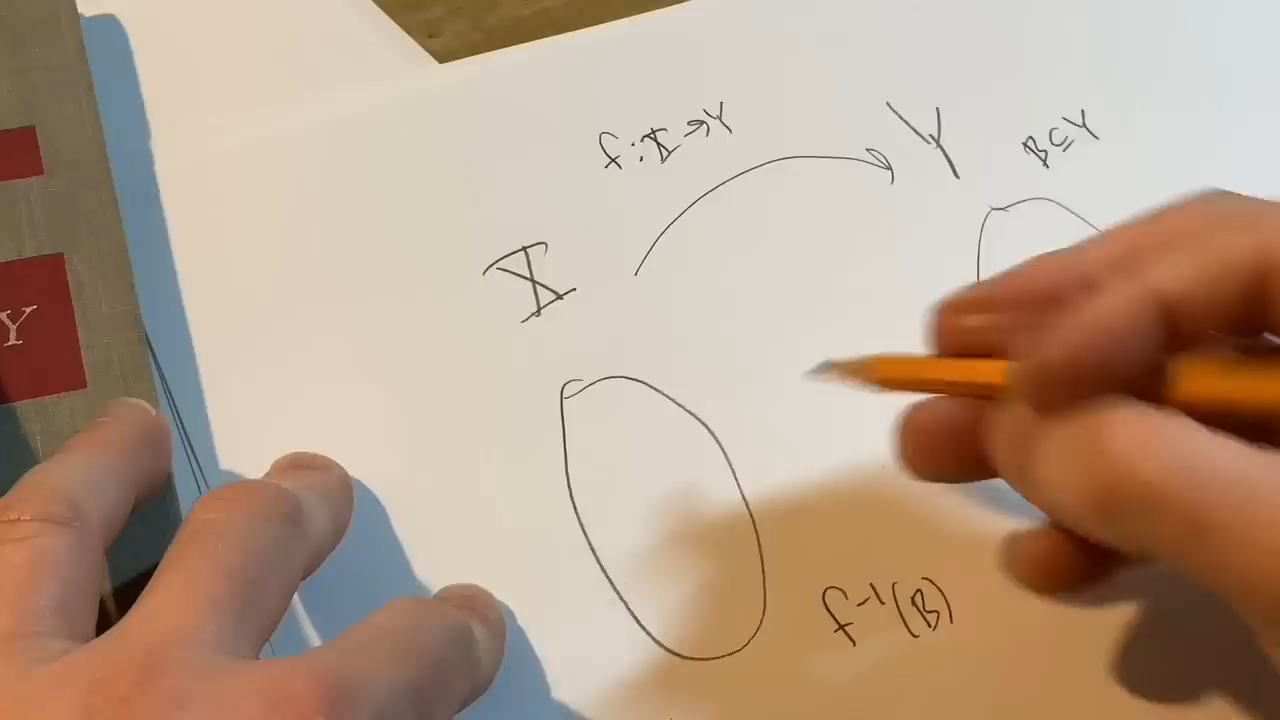 f: X → Y
Y
B ⊆ Y
X
f⁻¹(B)
Y